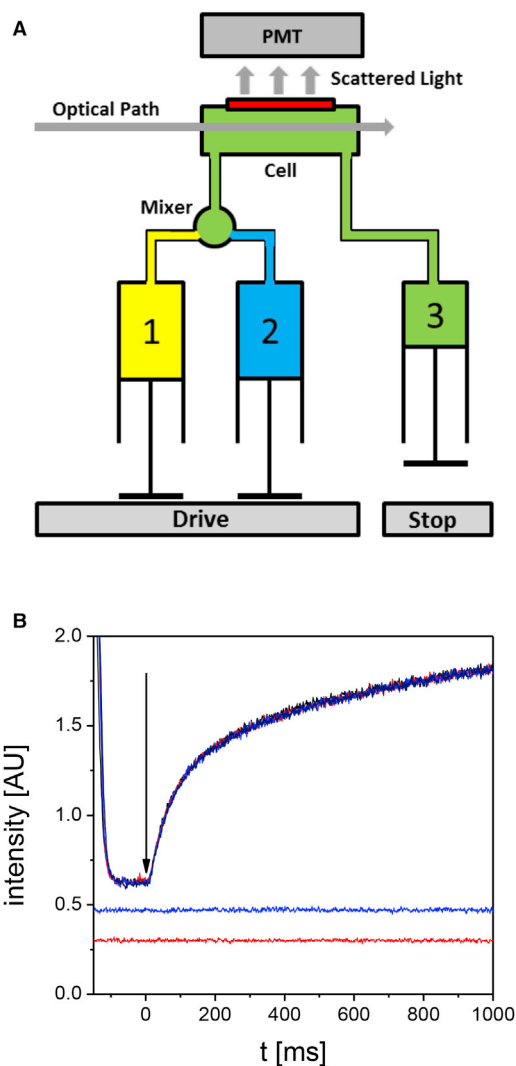 A
PMT
Scattered Light
Optical Path
Cell
Mixer
1
2
3
Drive
Stop
B
2.0
1.5
1.0
0.5
0.0
intensity [AU]
0
200
400
600
800
1000
t [ms]